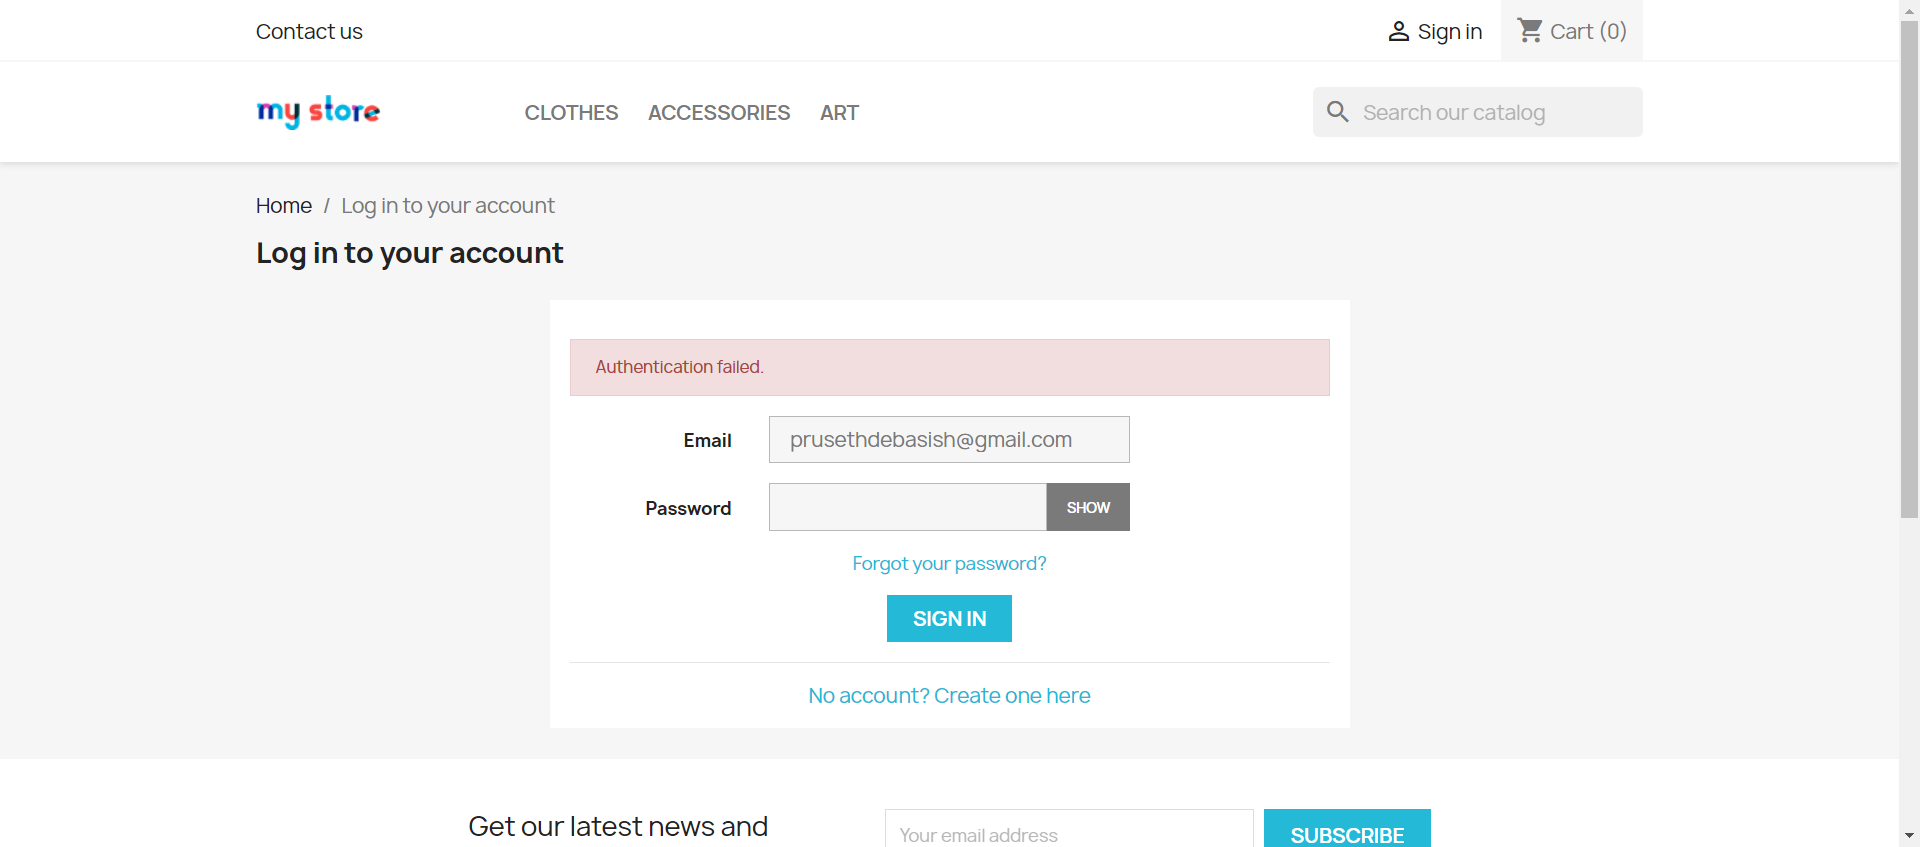 Contact us
Sign in
Cart (0)
my store
CLOTHES
ACCESSORIES
ART
Search our catalog
Home / Log in to your account
Log in to your account
Authentication failed.
Email
prusethdebasish@gmail.com
Password
SHOW
Forgot your password?
SIGN IN
No account? Create one here
Get our latest news and
Your email address
SUBSCRIBE